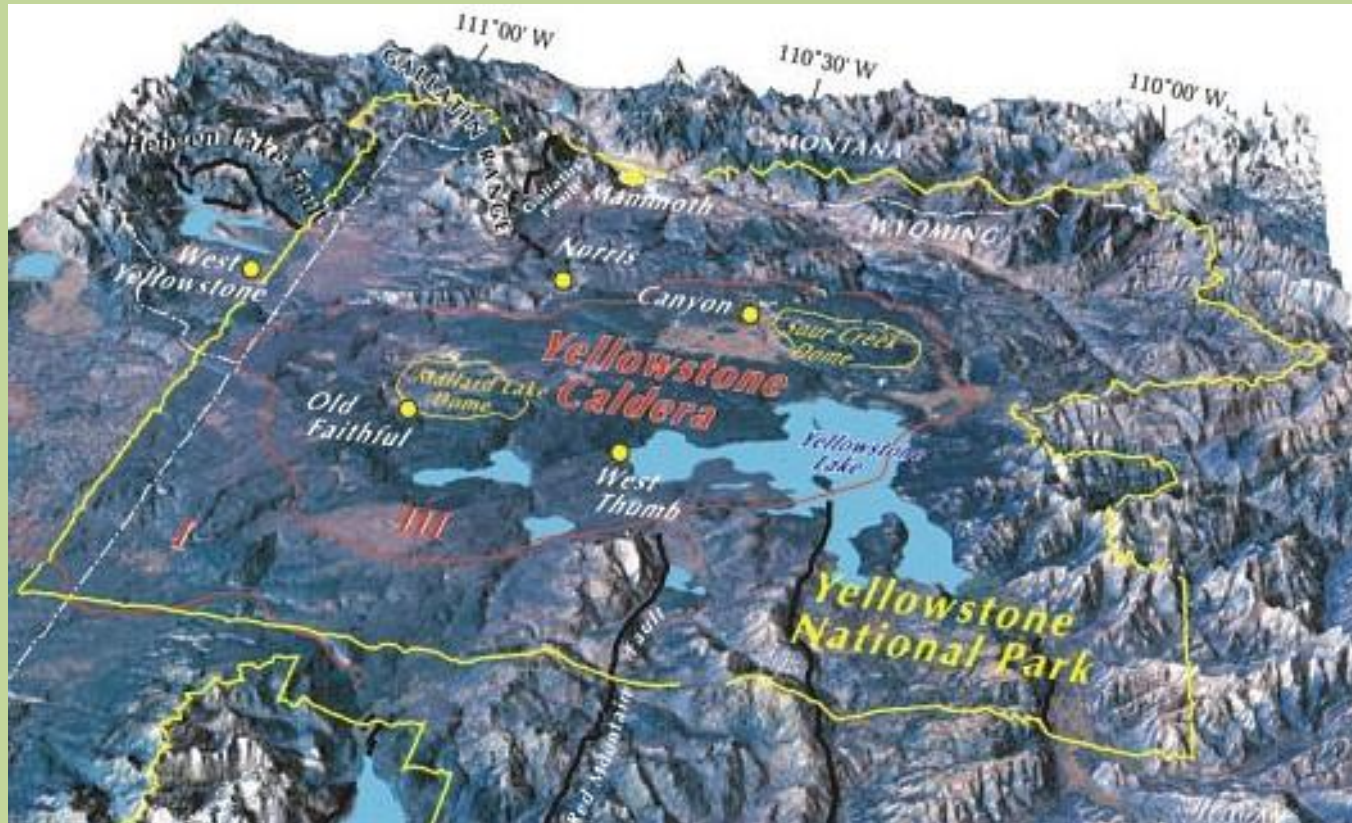 111°00' W
110°30' W
110°00' W
GALLATIN
RANGE
Hebgen Lake Fault
MONTANA
WYOMING
Gallatin
Fault
Mammoth
West
Yellowstone
Norris
Canyon
Sour Creek
Dome
Yellowstone
Caldera
Mallard Lake
Dome
Old
Faithful
Yellowstone
Lake
West
Thumb
I
III
Yellowstone
National Park
Red Mountain Fault